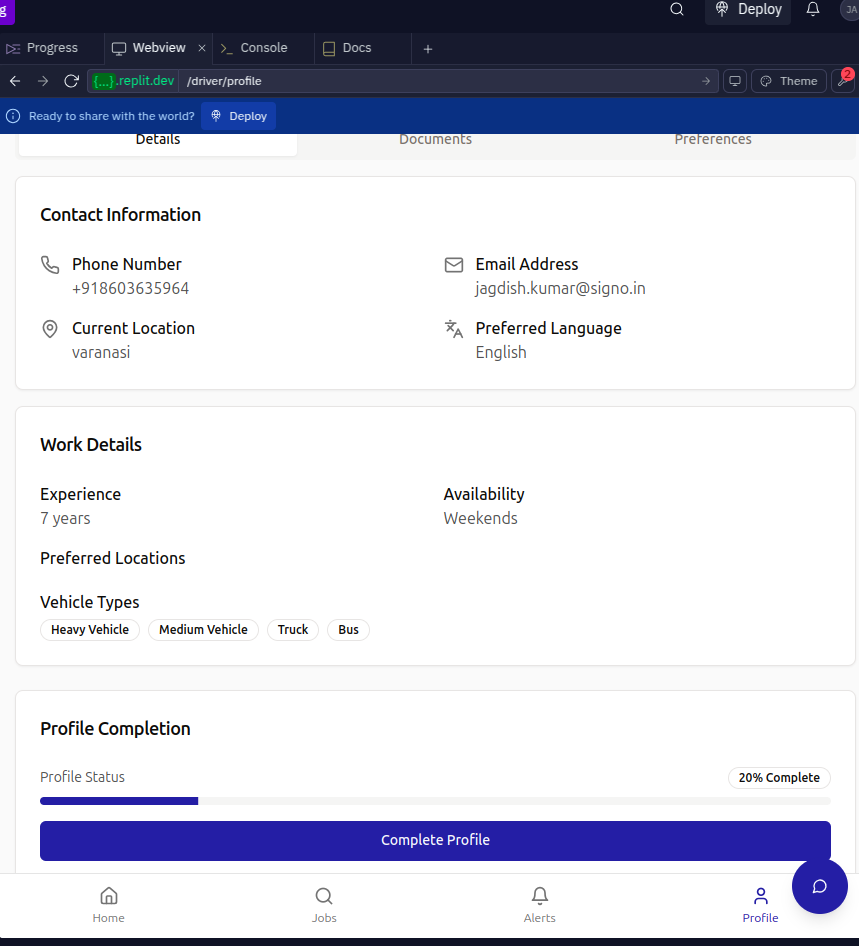 g
Deploy
JA
Progress
Webview
Console
Docs
{...}.replit.dev /driver/profile
Theme
2
Ready to share with the world?
Deploy
Details
Documents
Preferences
Contact Information
Phone Number
+918603635964
Email Address
jagdish.kumar@signo.in
Current Location
varanasi
Preferred Language
English
Work Details
Experience
7 years
Availability
Weekends
Preferred Locations
Vehicle Types
Heavy Vehicle Medium Vehicle Truck Bus
Profile Completion
Profile Status
20% Complete
Complete Profile
Home
Jobs
Alerts
Profile